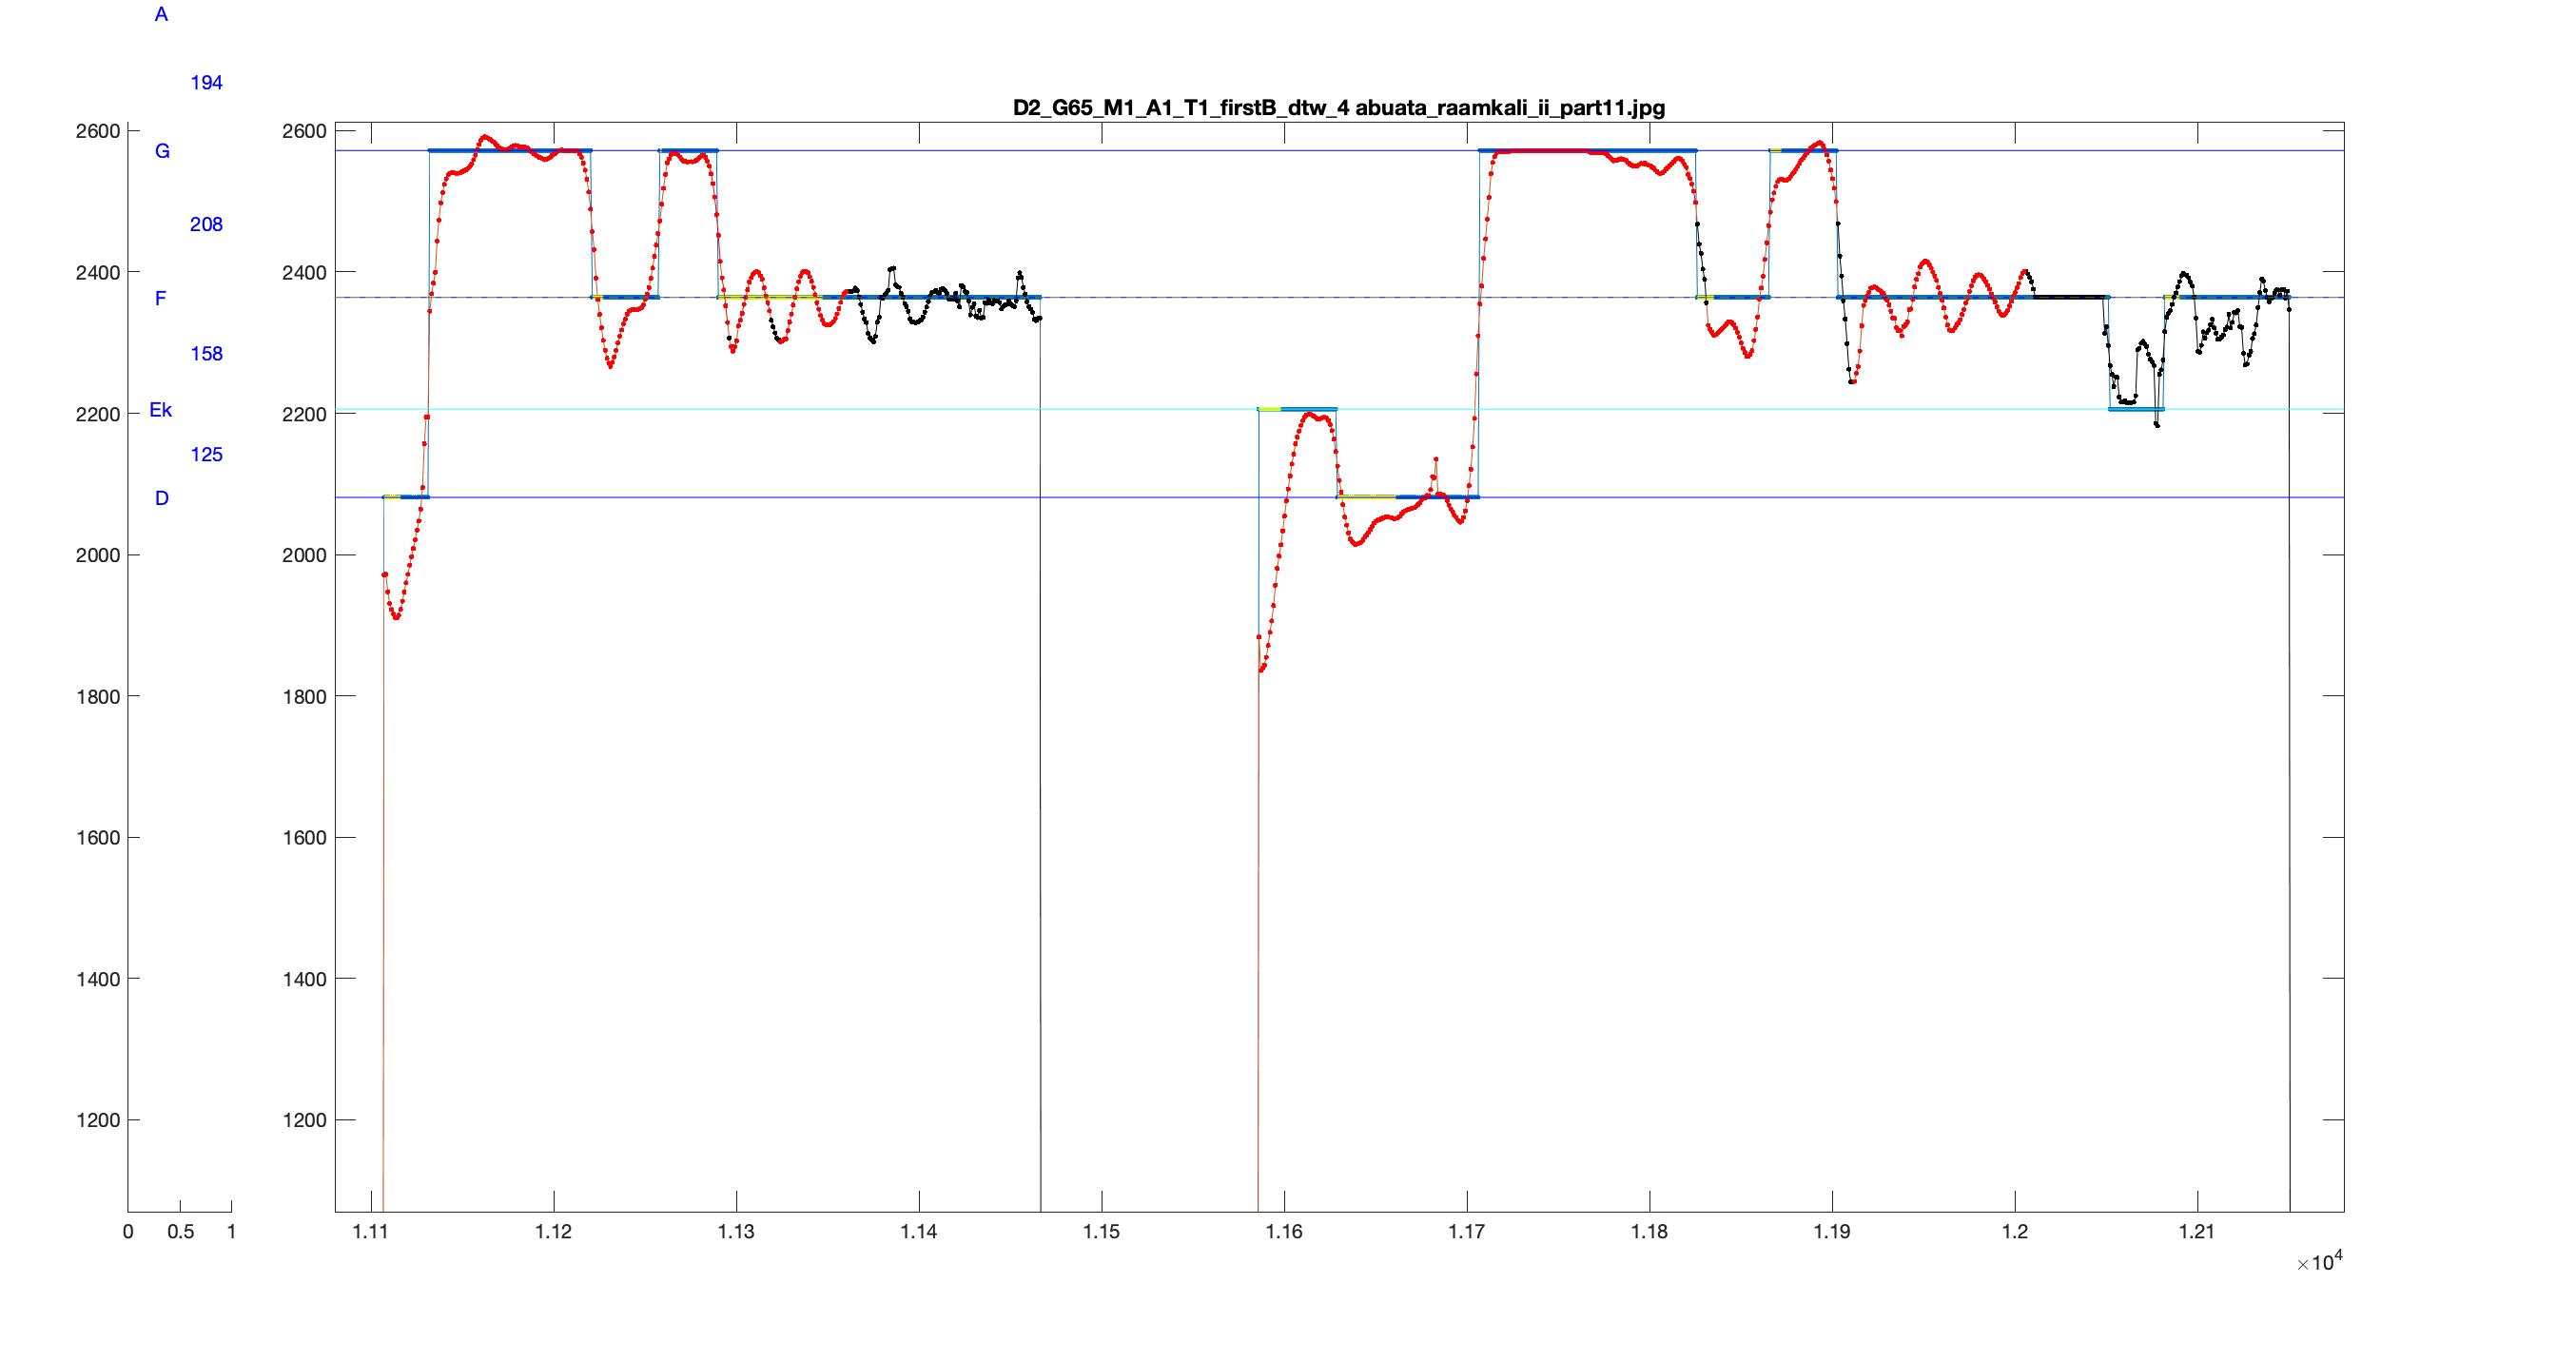 A
194
D2_G65_M1_A1_T1_firstB_dtw_4 abuata_raamkali_ii_part11.jpg
2600
2600
G
208
2400
2400
F
158
2200
Ek
2200
125
D
2000
2000
1800
1800
1600
1600
1400
1400
1200
1200
0 0.5 1
1.11 1.12 1.13 1.14 1.15 1.16 1.17 1.18 1.19 1.2 1.21
×10⁴